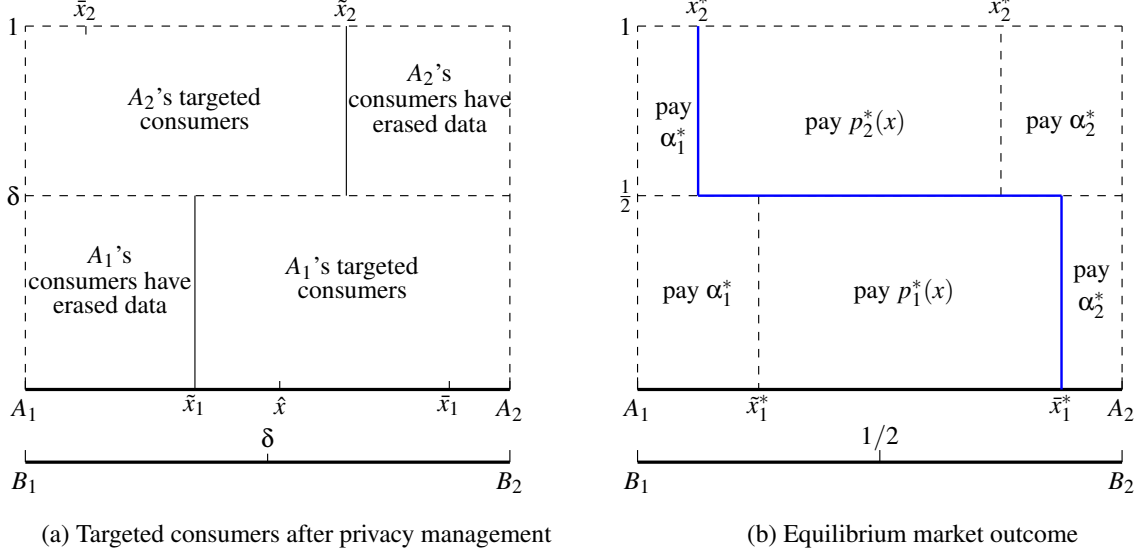 x̄₂ x̃₂
1
A₂'s targeted
consumers
A₂'s
consumers have
erased data
δ
A₁'s
consumers have
erased data
A₁'s targeted
consumers
A₁ x̃₁ x̂ x̄₁ A₂
δ
B₁ B₂
(a) Targeted consumers after privacy management
x̄₂* x̃₂*
1
pay
α₁*
pay p₂*(x)
pay α₂*
1/2
pay α₁*
pay p₁*(x)
pay
α₂*
A₁ x̃₁* x̄₁* A₂
1/2
B₁ B₂
(b) Equilibrium market outcome